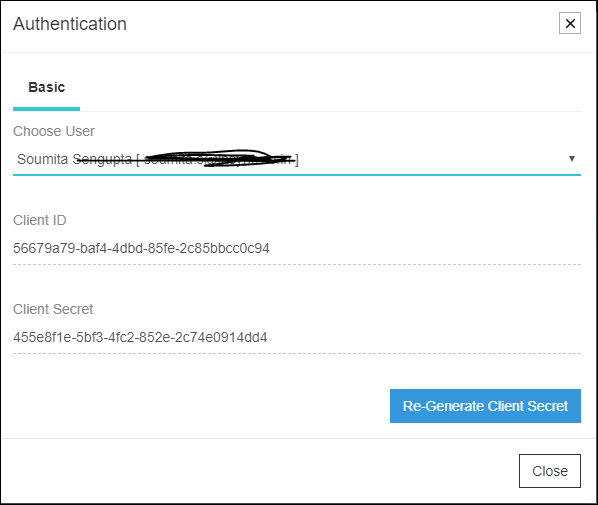 Authentication
Basic
Choose User
Soumita Sengupta [ ]
Client ID
56679a79-baf4-4dbd-85fe-2c85bbcc0c94
Client Secret
455e8f1e-5bf3-4fc2-852e-2c74e0914dd4
Re-Generate Client Secret
Close